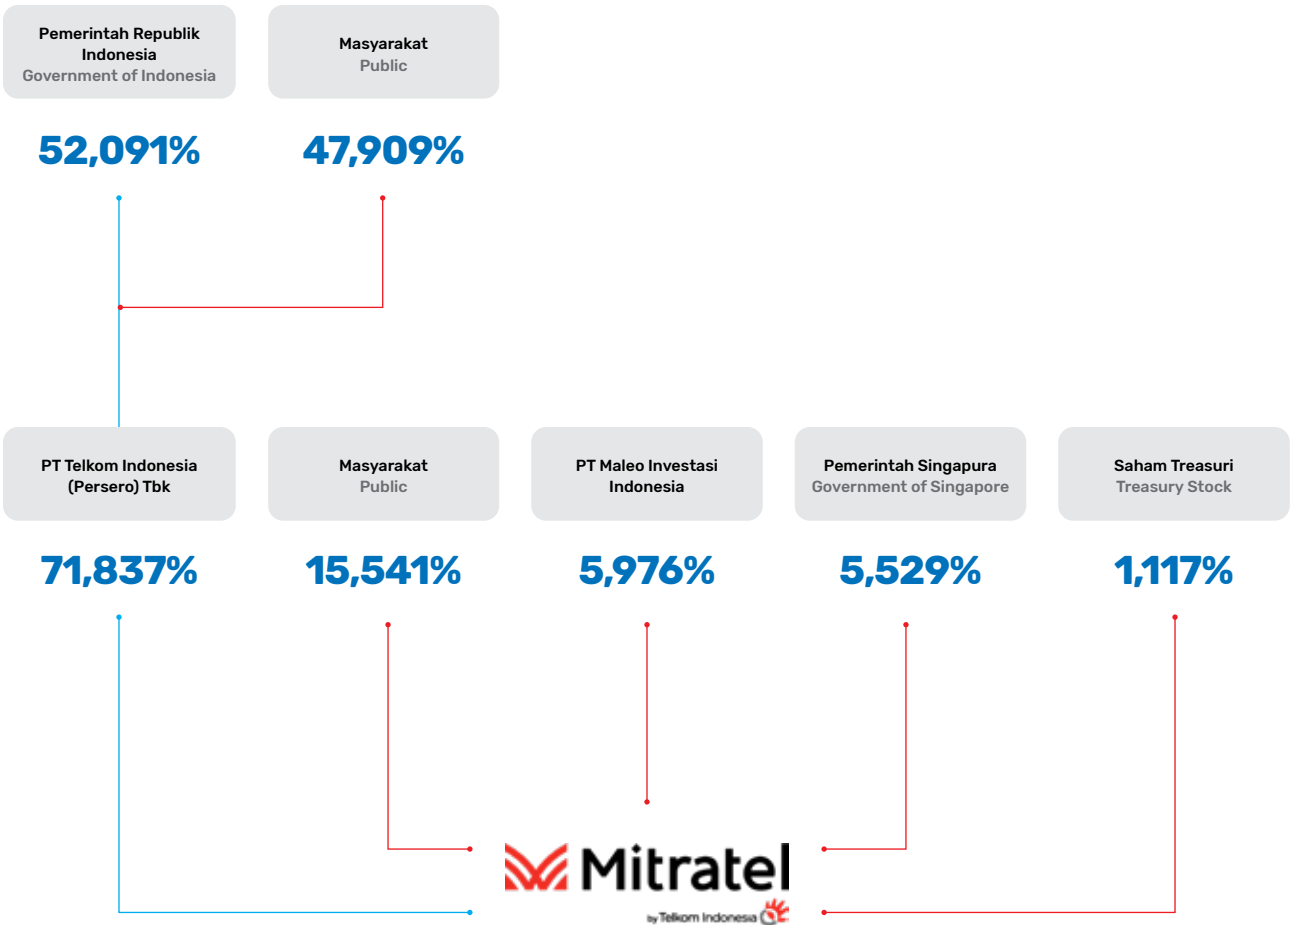 Pemerintah Republik
Indonesia
Government of Indonesia
52,091%
Masyarakat
Public
47,909%
PT Telkom Indonesia
(Persero) Tbk
71,837%
Masyarakat
Public
15,541%
PT Maleo Investasi
Indonesia
5,976%
Pemerintah Singapura
Government of Singapore
5,529%
Saham Treasuri
Treasury Stock
1,117%
Mitratel
by Telkom Indonesia